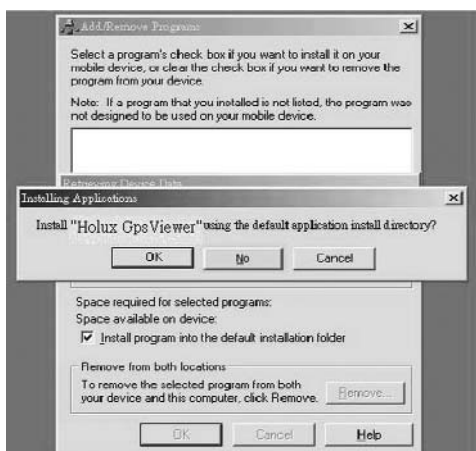 Add/Remove Programs
Select a program's check box if you want to install it on your
mobile device, or clear the check box if you want to remove the
program from your device.
Note: If a program that you installed is not listed, the program was
not designed to be used on your mobile device.
Retrieving Device Data
Installing Applications
Install "Holux GpsViewer" using the default application install directory?
OK
No
Cancel
Space required for selected programs:
Space available on device:
Install program into the default installation folder
Remove from both locations
To remove the selected program from both
your device and this computer, click Remove.
Remove...
OK
Cancel
Help